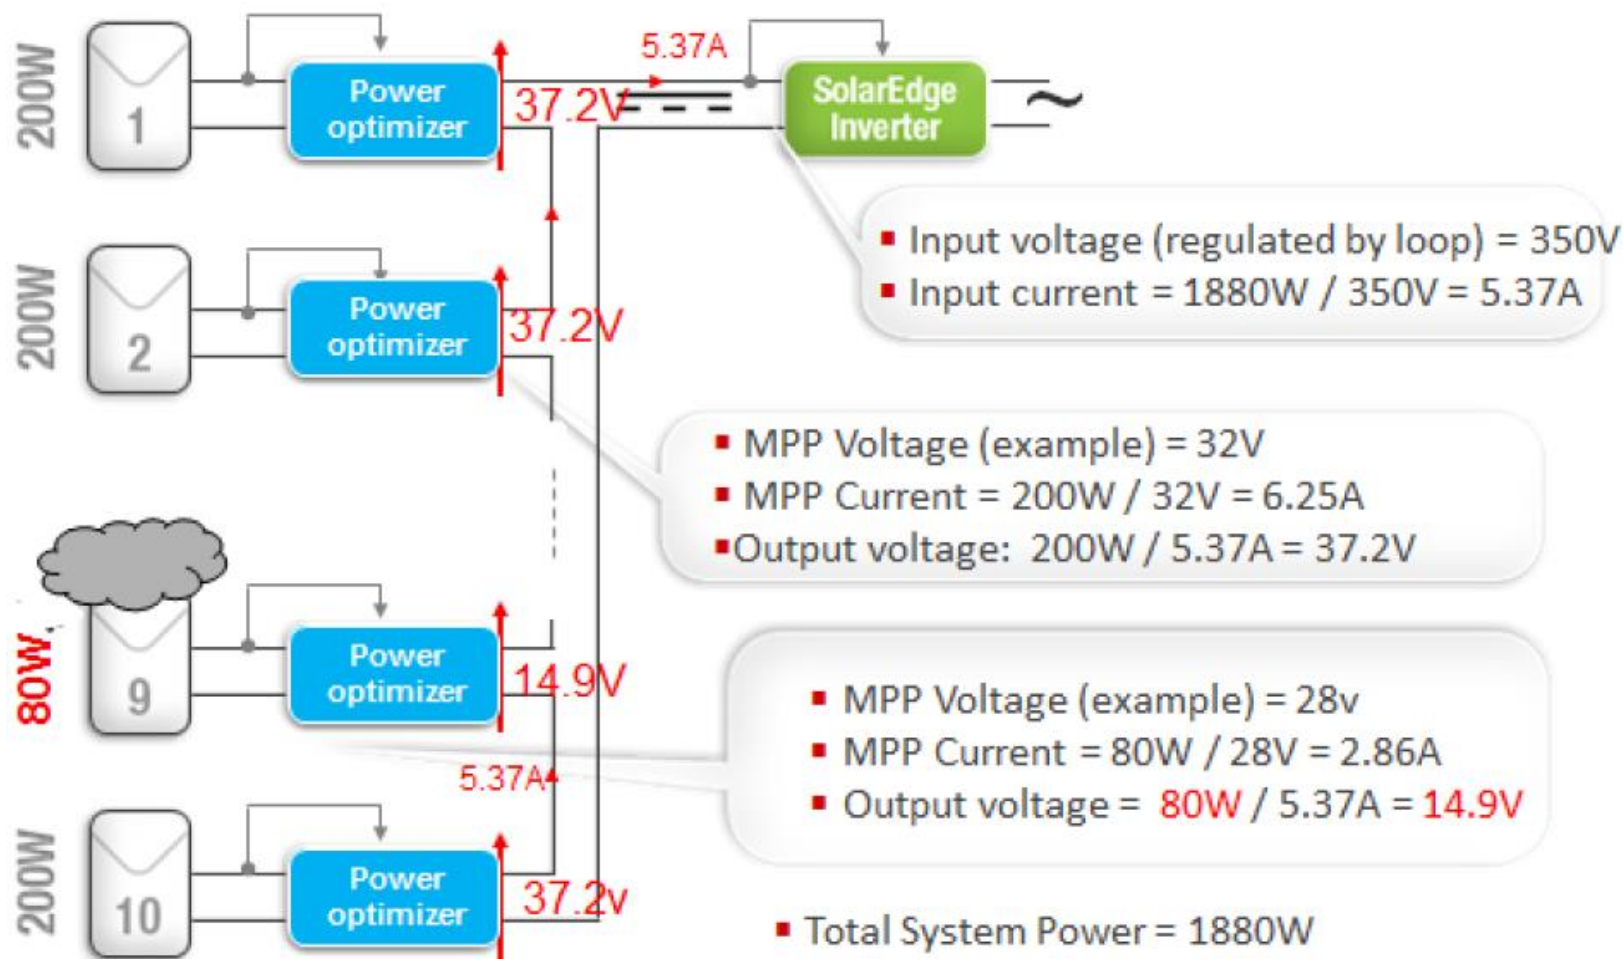 200W
1
Power
optimizer
37.2V
5.37A
SolarEdge
Inverter
~
▪ Input voltage (regulated by loop) = 350V
▪ Input current = 1880W / 350V = 5.37A
200W
2
Power
optimizer
37.2V
▪ MPP Voltage (example) = 32V
▪ MPP Current = 200W / 32V = 6.25A
▪Output voltage: 200W / 5.37A = 37.2V
80W
9
Power
optimizer
14.9V
5.37A
▪ MPP Voltage (example) = 28v
▪ MPP Current = 80W / 28V = 2.86A
▪ Output voltage = 80W / 5.37A = 14.9V
200W
10
Power
optimizer
37.2v
▪ Total System Power = 1880W